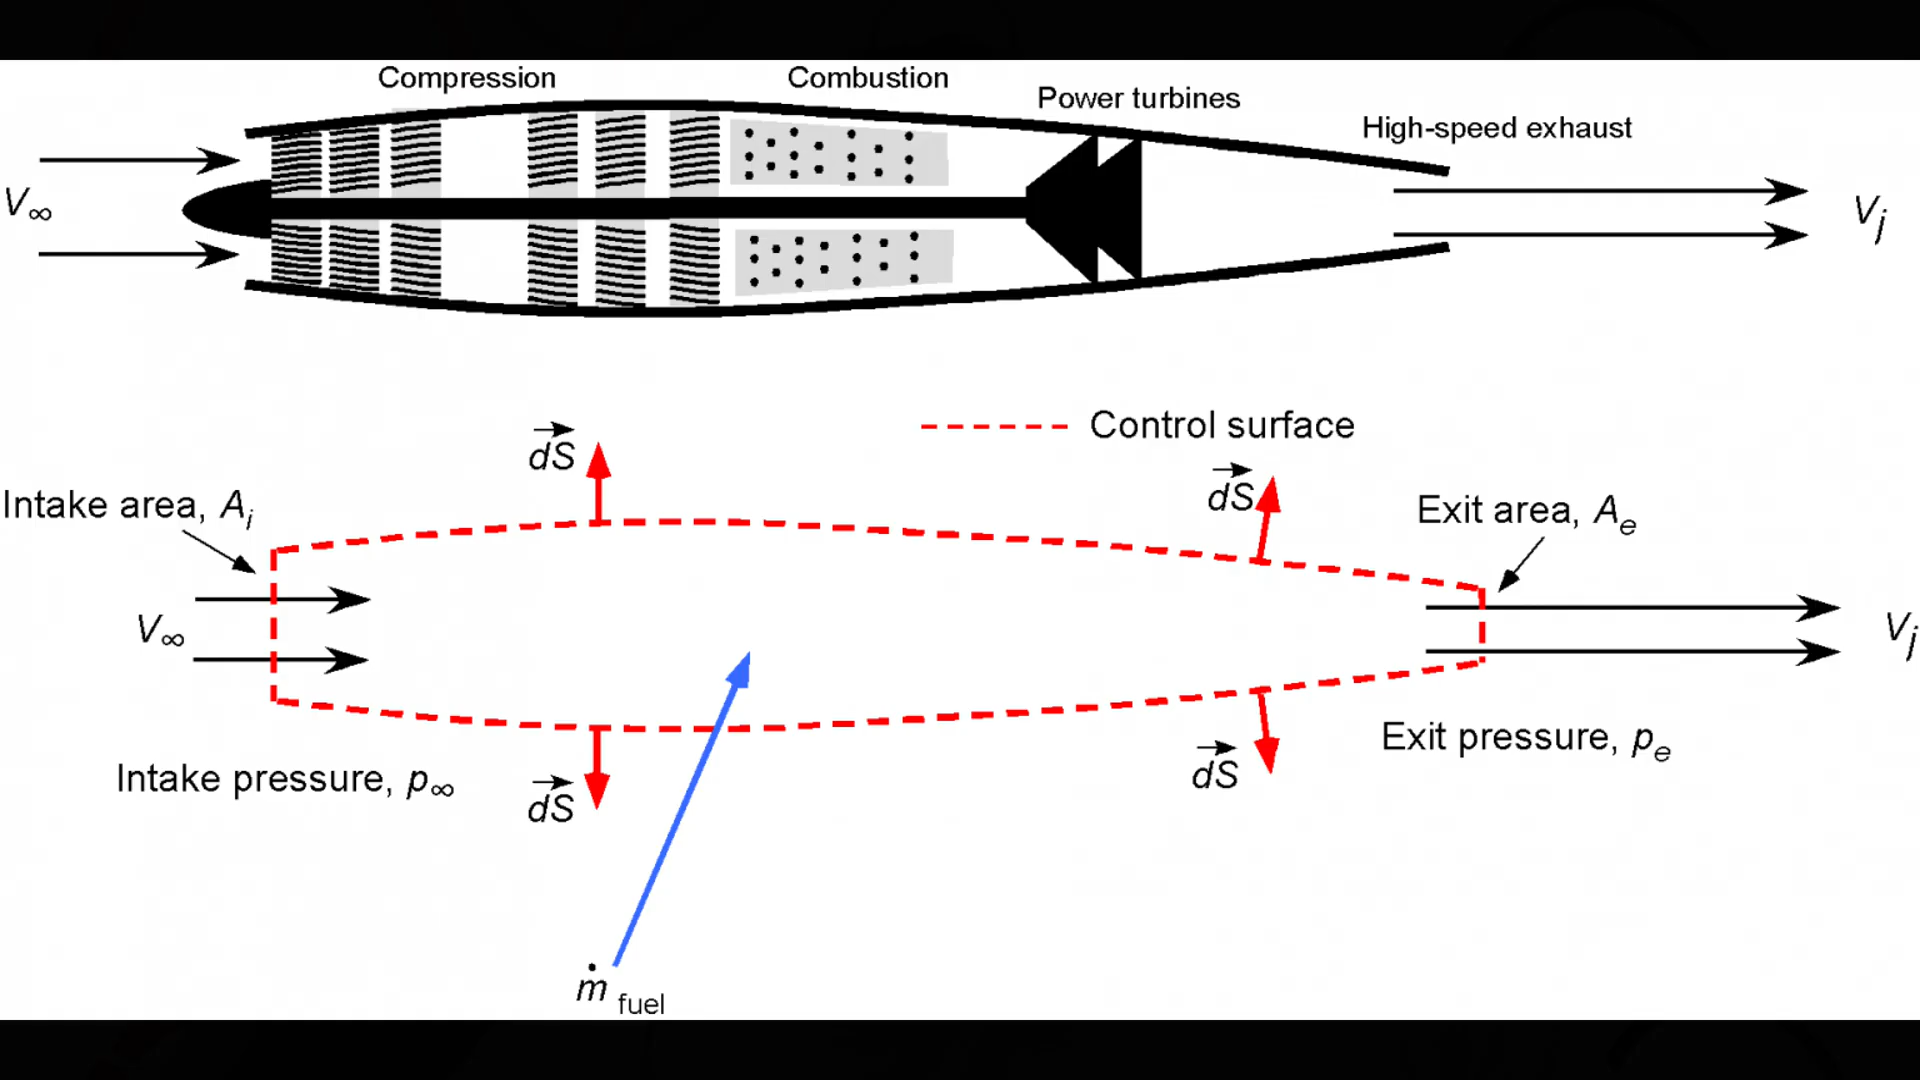 Compression
Combustion
Power turbines
High-speed exhaust
V∞
Vj
dS
Control surface
dS
Intake area, Ai
Exit area, Ae
V∞
Vj
Intake pressure, p∞
dS
dS
Exit pressure, pe
ṁ fuel